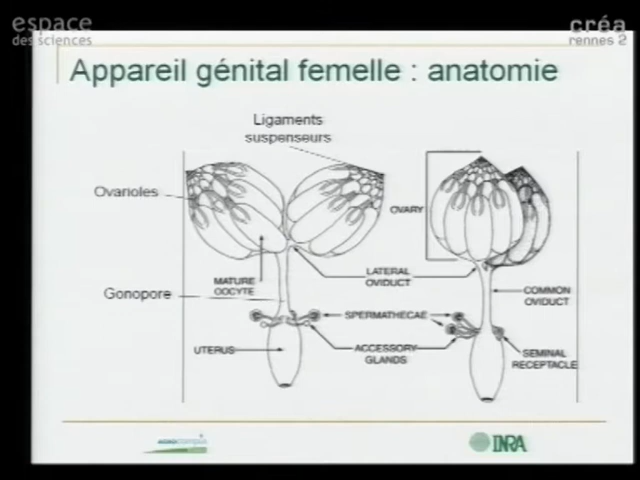 espace
des sciences
créa
rennes 2
Appareil génital femelle : anatomie
Ligaments
suspenseurs
Ovarioles
OVARY
MATURE
OOCYTE
LATERAL
OVIDUCT
Gonopore
COMMON
OVIDUCT
SPERMATHECAE
UTERUS
ACCESSORY
GLANDS
SEMINAL
RECEPTACLE
INRA